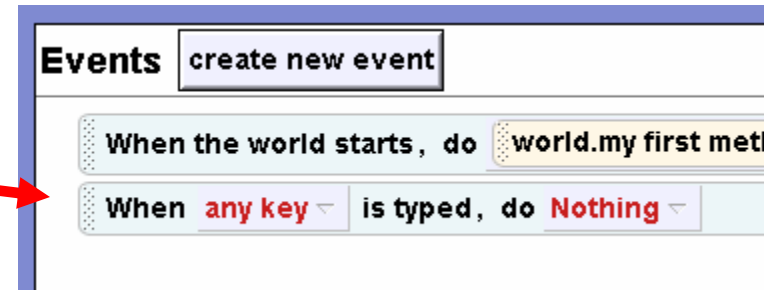 Events create new event
When the world starts, do world.my first
When any key is typed, do Nothing